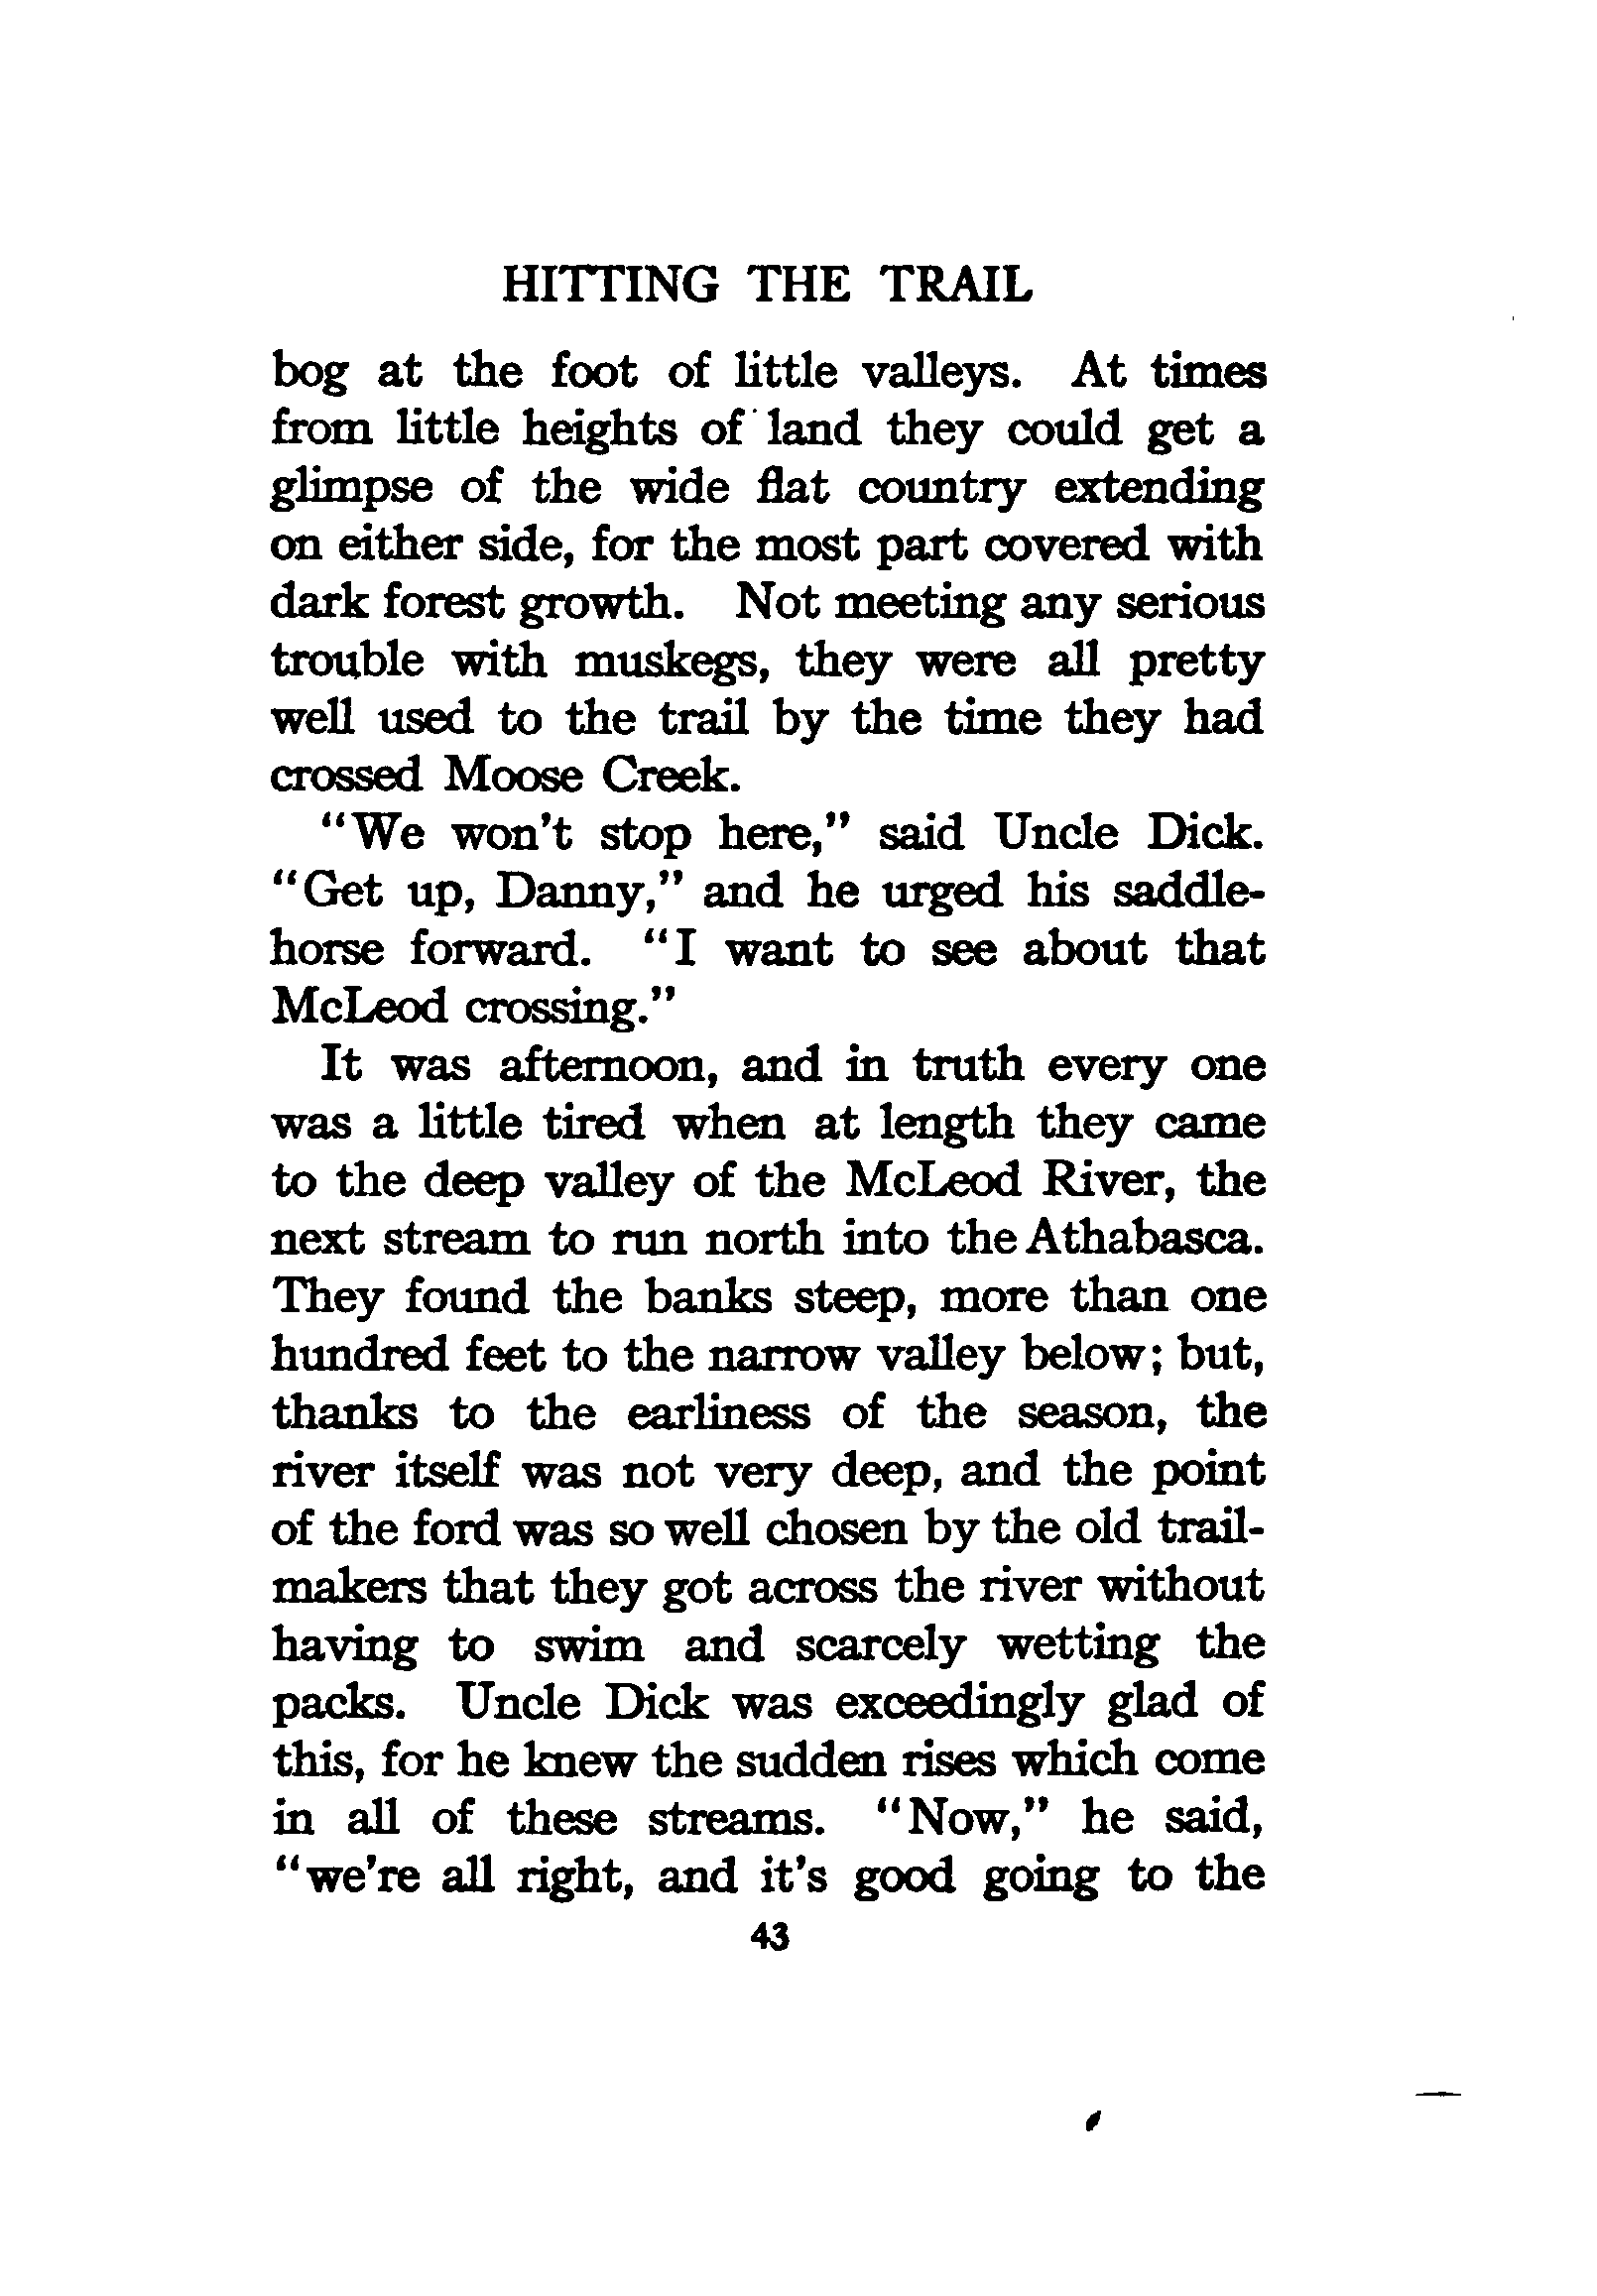 HITTING THE TRAIL
bog at the foot of little valleys. At times
from little heights of land they could get a
glimpse of the wide flat country extending
on either side, for the most part covered with
dark forest growth. Not meeting any serious
trouble with muskegs, they were all pretty
well used to the trail by the time they had
crossed Moose Creek.
"We won't stop here," said Uncle Dick.
"Get up, Danny," and he urged his saddle-
horse forward. "I want to see about that
McLeod crossing."
It was afternoon, and in truth every one
was a little tired when at length they came
to the deep valley of the McLeod River, the
next stream to run north into the Athabasca.
They found the banks steep, more than one
hundred feet to the narrow valley below; but,
thanks to the earliness of the season, the
river itself was not very deep, and the point
of the ford was so well chosen by the old trail-
makers that they got across the river without
having to swim and scarcely wetting the
packs. Uncle Dick was exceedingly glad of
this, for he knew the sudden rises which come
in all of these streams. "Now," he said,
"we're all right, and it's good going to the
43